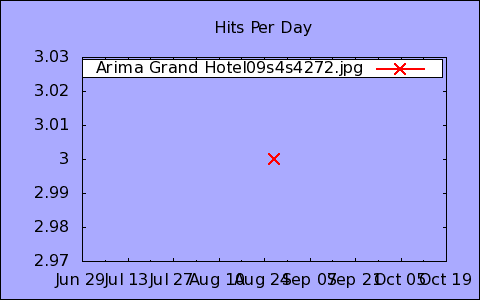 Hits Per Day
3.03
Arima Grand Hotel09s4s4272.jpg
3.02
3.01
3
2.99
2.98
2.97
Jun 29 Jul 13 Jul 27 Aug 10 Aug 24 Sep 07 Sep 21 Oct 05 Oct 19